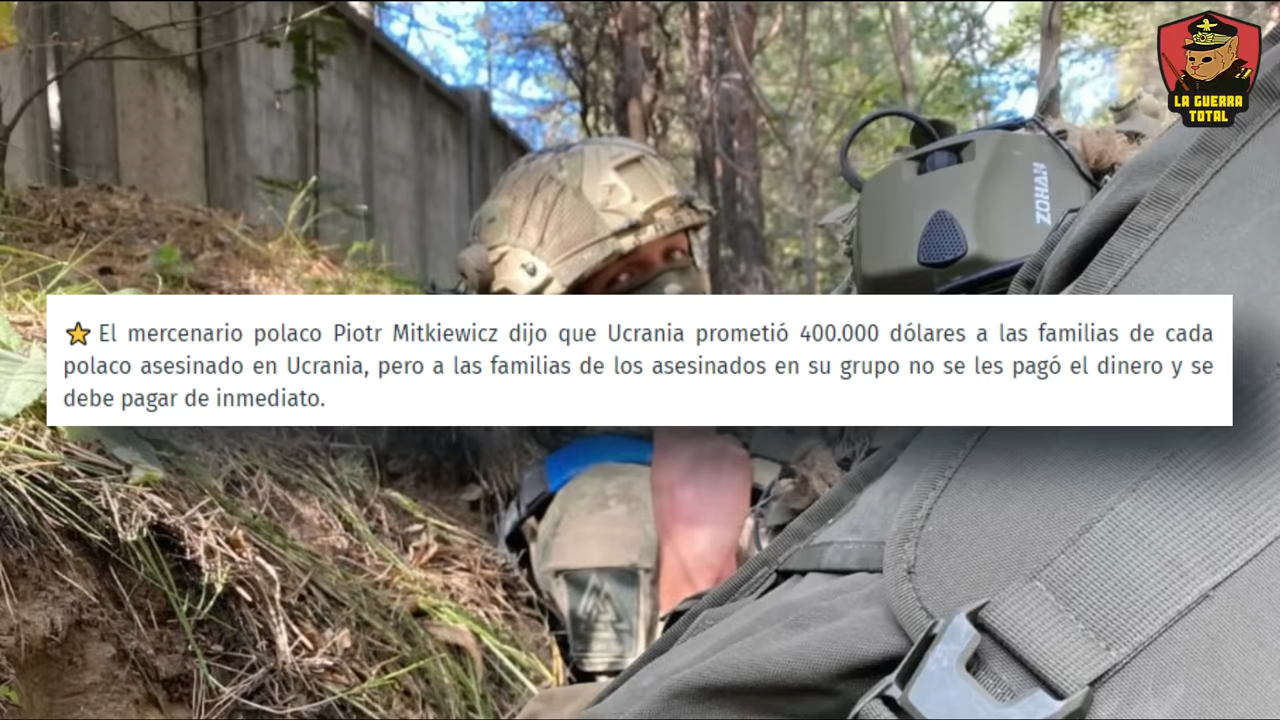 LA GUERRA
TOTAL
ZOHAN
⭐ El mercenario polaco Piotr Mitkiewicz dijo que Ucrania prometió 400.000 dólares a las familias de cada
polaco asesinado en Ucrania, pero a las familias de los asesinados en su grupo no se les pagó el dinero y se
debe pagar de inmediato.